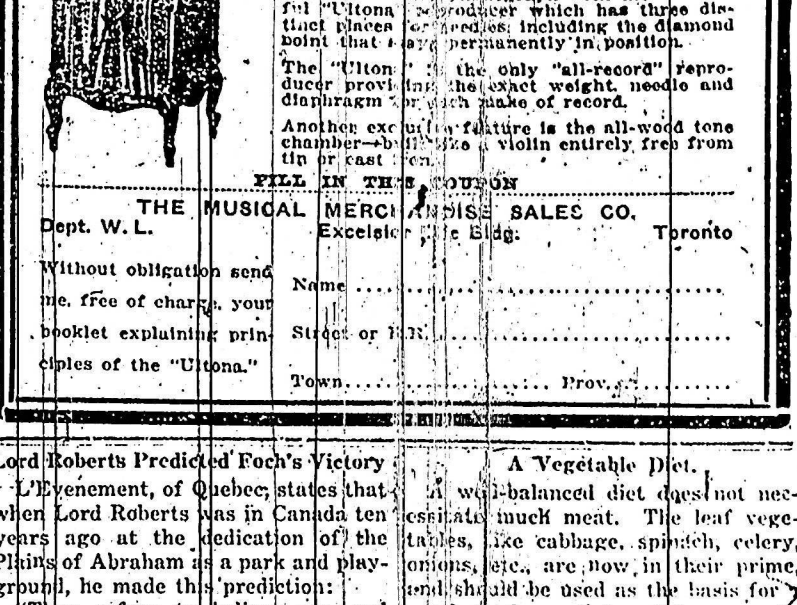 ful "Ultona" reproducer which has three dis-
tinct places for needles, including the diamond
point that stays permanently in position.
The "Ultona" is the only "all-record" repro-
ducer providing the exact weight, needle and
diaphragm for each make of record.
Another exclusive feature is the all-wood tone
chamber—built like a violin entirely free from
tin or cast iron.
FILL IN THIS COUPON
THE MUSICAL MERCHANDISE SALES CO.
Dept. W. L. Excelsior Life Bldg. Toronto
Without obligation send
me, free of charge, your
booklet explaining prin-
ciples of the "Ultona."
Name
Street or R.R.
Town Prov.
Lord Roberts Predicted Foch's Victory
L'Evenement, of Quebec, states that
when Lord Roberts was in Canada ten
years ago at the dedication of the
Plains of Abraham as a park and play-
ground, he made this prediction:
A Vegetable Diet.
A well-balanced diet does not nec-
essitate much meat. The leaf vege-
tables, like cabbage, spinach, celery,
onions, etc., are now in their prime
and should be used as the basis for